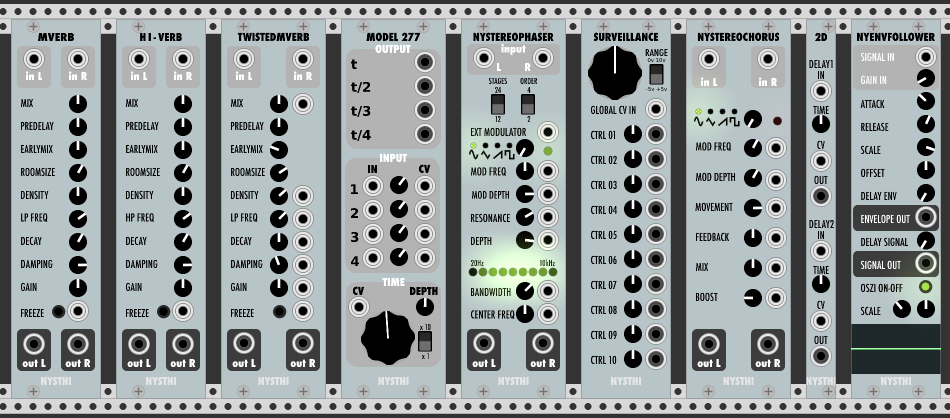 MVERB
in L
in R
MIX
PREDELAY
EARLYMIX
ROOMSIZE
DENSITY
LP FREQ
DECAY
DAMPING
GAIN
FREEZE
out L
out R
NYSTHI
HI-VERB
in L
in R
MIX
PREDELAY
EARLYMIX
ROOMSIZE
DENSITY
HP FREQ
DECAY
DAMPING
GAIN
FREEZE
out L
out R
NYSTHI
TWISTEDMVERB
in L
in R
MIX
PREDELAY
EARLYMIX
ROOMSIZE
DENSITY
LP FREQ
DECAY
DAMPING
GAIN
FREEZE
out L
out R
NYSTHI
MODEL 277
OUTPUT
t
t/2
t/3
t/4
INPUT
IN
CV
1
2
3
4
TIME
CV
DEPTH
x 10
x 1
NYSTHI
NYSTEREOPHASER
input
L
R
STAGES
ORDER
24
4
12
2
EXT MODULATOR
MOD FREQ
MOD DEPTH
RESONANCE
DEPTH
20Hz
10kHz
BANDWIDTH
CENTER FREQ
out L
out R
NYSTHI
SURVEILLANCE
RANGE
0v 10v
-5v +5v
GLOBAL CV IN
CTRL 01
CTRL 02
CTRL 03
CTRL 04
CTRL 05
CTRL 06
CTRL 07
CTRL 08
CTRL 09
CTRL 10
NYSTHI
NYSTEREOCHORUS
in L
in R
MOD FREQ
MOD DEPTH
MOVEMENT
FEEDBACK
MIX
BOOST
out L
out R
NYSTHI
2D
DELAY1
IN
TIME
CV
OUT
DELAY2
IN
TIME
CV
OUT
NYSTHI
NYENVFOLLOWER
SIGNAL IN
GAIN IN
ATTACK
RELEASE
SCALE
OFFSET
DELAY ENV
ENVELOPE OUT
DELAY SIGNAL
SIGNAL OUT
OSZI ON-OFF
SCALE
NYSTHI